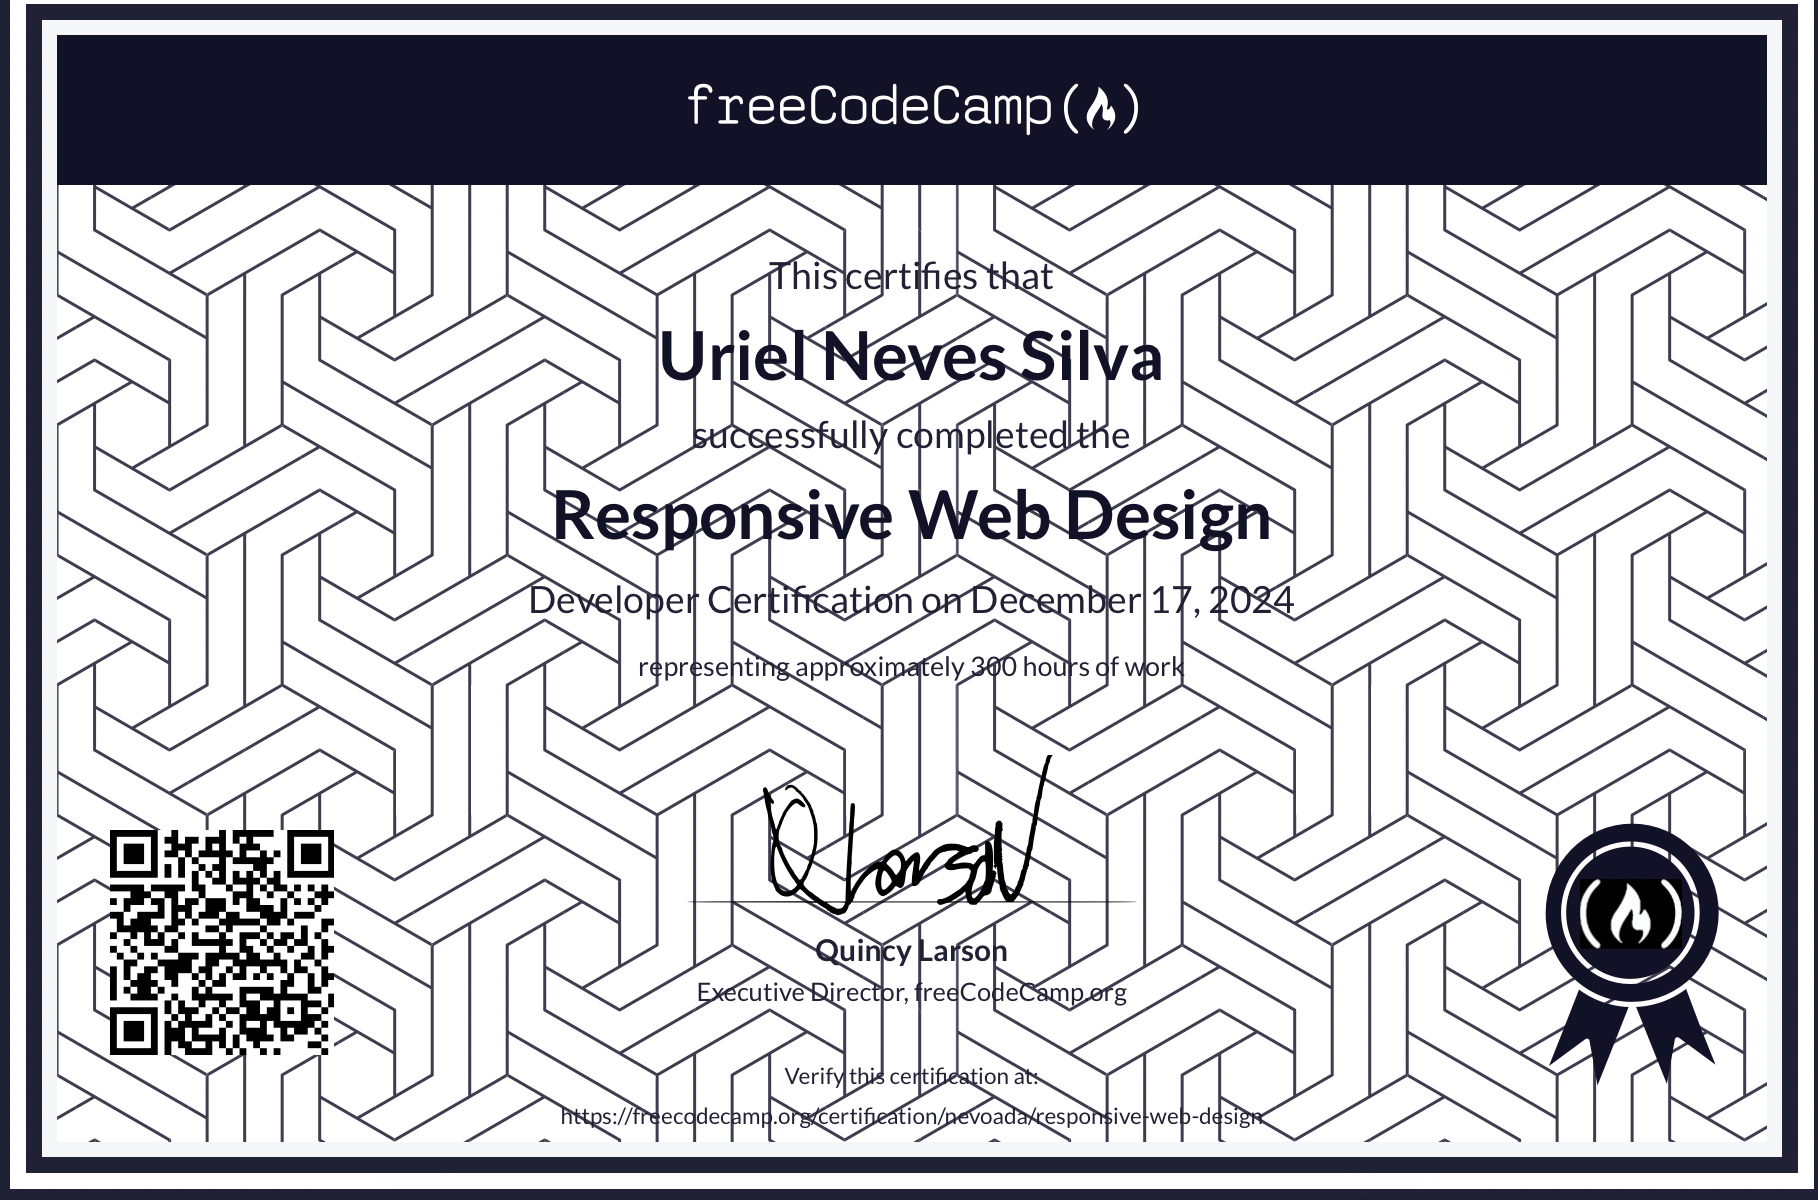 freeCodeCamp(🔥)
This certifies that
Uriel Neves Silva
successfully completed the
Responsive Web Design
Developer Certification on December 17, 2024
representing approximately 300 hours of work
Quincy Larson
Executive Director, freeCodeCamp.org
Verify this certification at:
https://freecodecamp.org/certification/nevoada/responsive-web-design